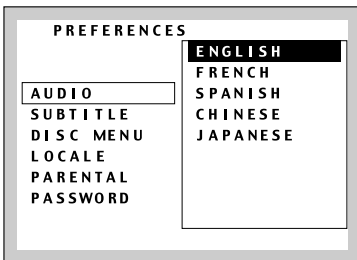 PREFERENCES
AUDIO
SUBTITLE
DISC MENU
LOCALE
PARENTAL
PASSWORD
ENGLISH
FRENCH
SPANISH
CHINESE
JAPANESE